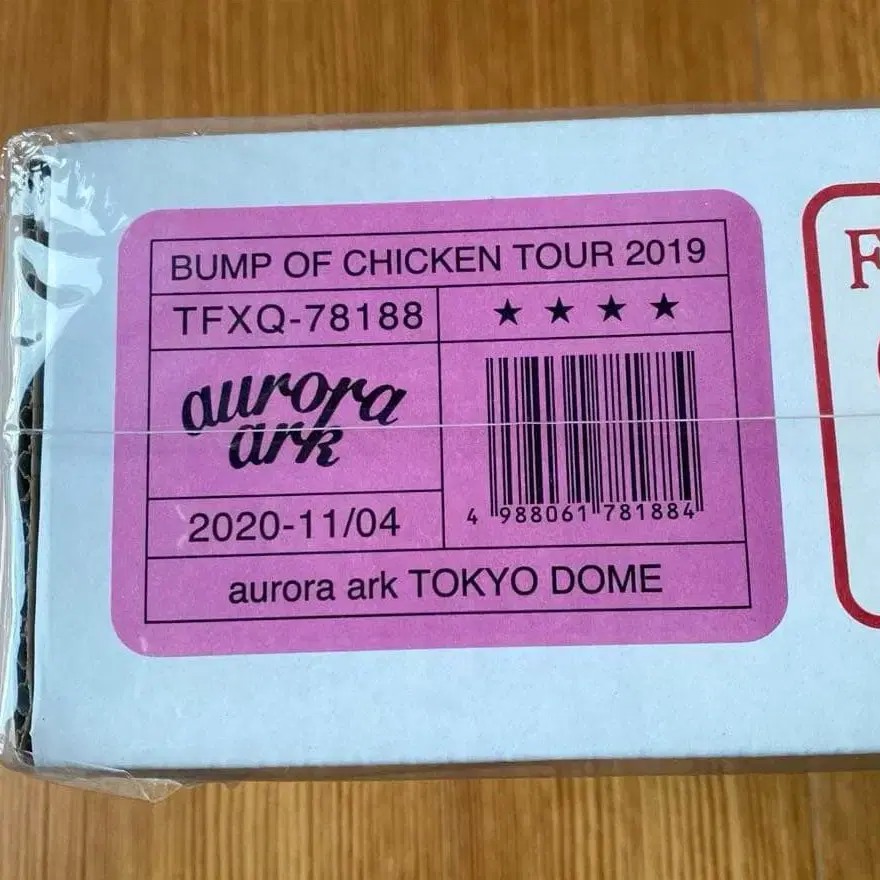 BUMP OF CHICKEN TOUR 2019
TFXQ-78188
★ ★ ★ ★
aurora
ark
4 988061 781884
2020-11/04
aurora ark TOKYO DOME
F